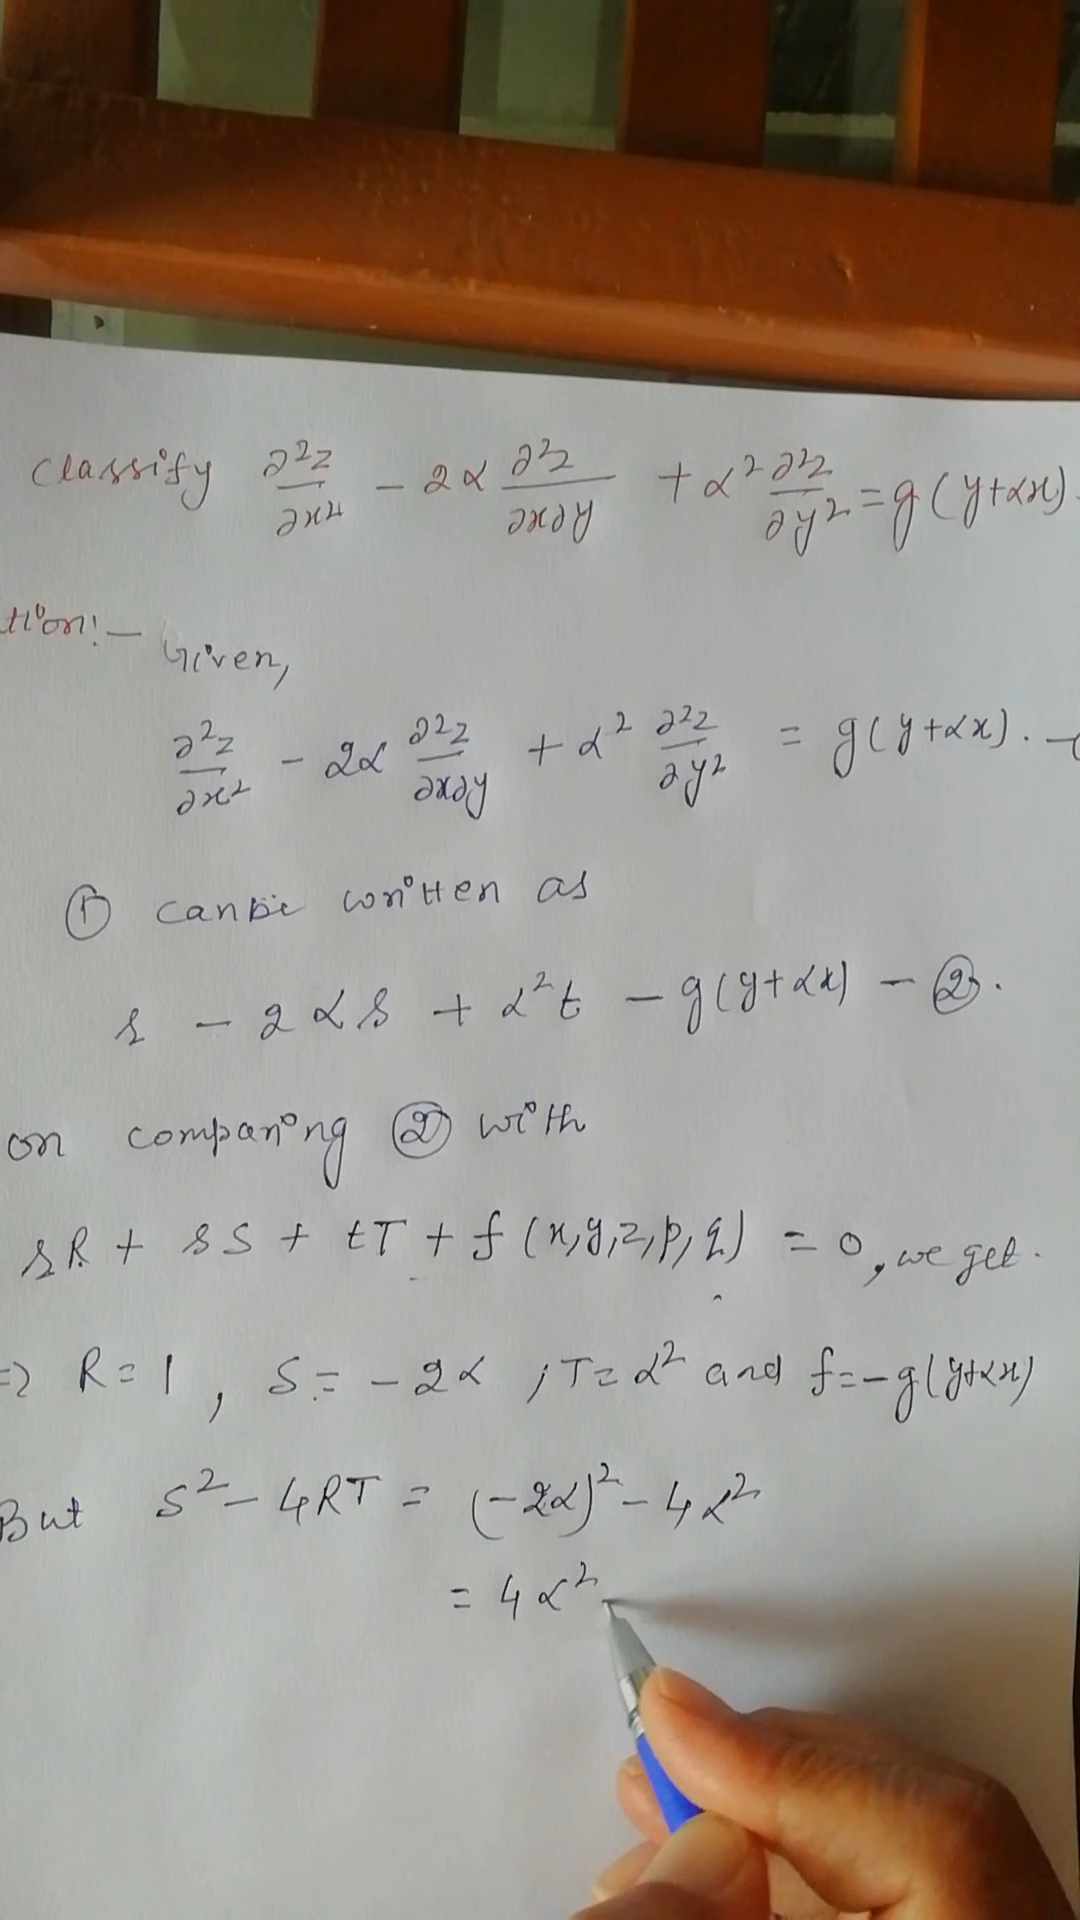 Classify ∂²z/∂x² - 2α ∂²z/∂x∂y + α² ∂²z/∂y² = g(y+αx).
tion:- Given,
∂²z/∂x² - 2α ∂²z/∂x∂y + α² ∂²z/∂y² = g(y+αx). -
① can be written as
r - 2αs + α²t - g(y+αx) - ②.
on comparing ② with
rR + sS + tT + f(x,y,z,p,q) = 0, we get.
=> R=1, S=-2α ; T=α² and f=-g(y+αx)
But S²-4RT = (-2α)²-4α²
= 4α²